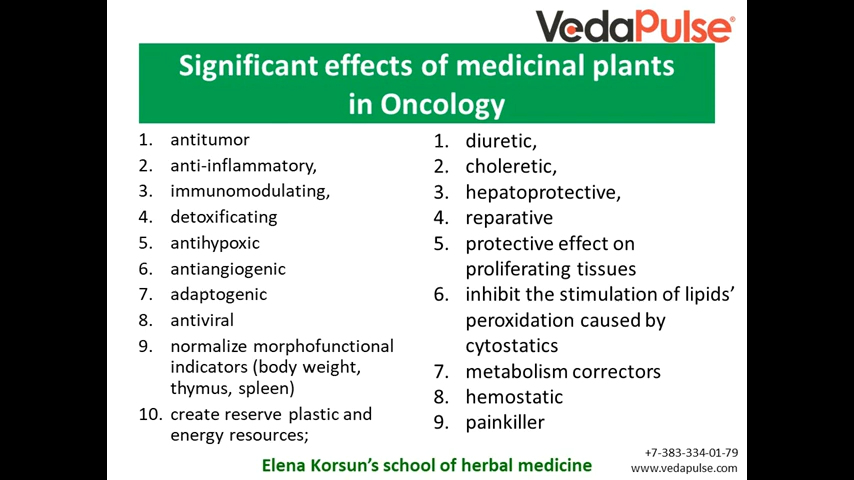 VedaPulse®
Significant effects of medicinal plants
in Oncology
1. antitumor
2. anti-inflammatory,
3. immunomodulating,
4. detoxificating
5. antihypoxic
6. antiangiogenic
7. adaptogenic
8. antiviral
9. normalize morphofunctional
indicators (body weight,
thymus, spleen)
10. create reserve plastic and
energy resources;
1. diuretic,
2. choleretic,
3. hepatoprotective,
4. reparative
5. protective effect on
proliferating tissues
6. inhibit the stimulation of lipids’
peroxidation caused by
cytostatics
7. metabolism correctors
8. hemostatic
9. painkiller
Elena Korsun’s school of herbal medicine
+7-383-334-01-79
www.vedapulse.com